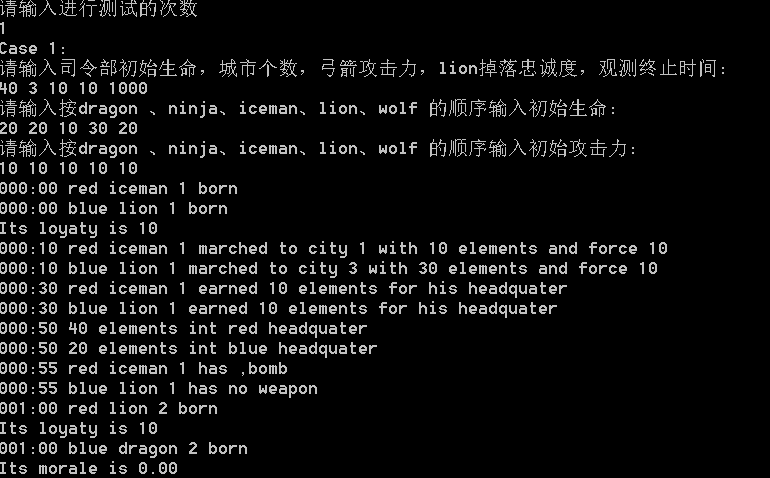 请输入进行测试的次数
1
Case 1:
请输入司令部初始生命，城市个数，弓箭攻击力，lion掉落忠诚度，观测终止时间:
40 3 10 10 1000
请输入按dragon 、ninja、iceman、lion、wolf 的顺序输入初始生命:
20 20 10 30 20
请输入按dragon 、ninja、iceman、lion、wolf 的顺序输入初始攻击力:
10 10 10 10 10
000:00 red iceman 1 born
000:00 blue lion 1 born
Its loyaty is 10
000:10 red iceman 1 marched to city 1 with 10 elements and force 10
000:10 blue lion 1 marched to city 3 with 30 elements and force 10
000:30 red iceman 1 earned 10 elements for his headquater
000:30 blue lion 1 earned 10 elements for his headquater
000:50 40 elements int red headquater
000:50 20 elements int blue headquater
000:55 red iceman 1 has ,bomb
000:55 blue lion 1 has no weapon
001:00 red lion 2 born
Its loyaty is 10
001:00 blue dragon 2 born
Its morale is 0.00